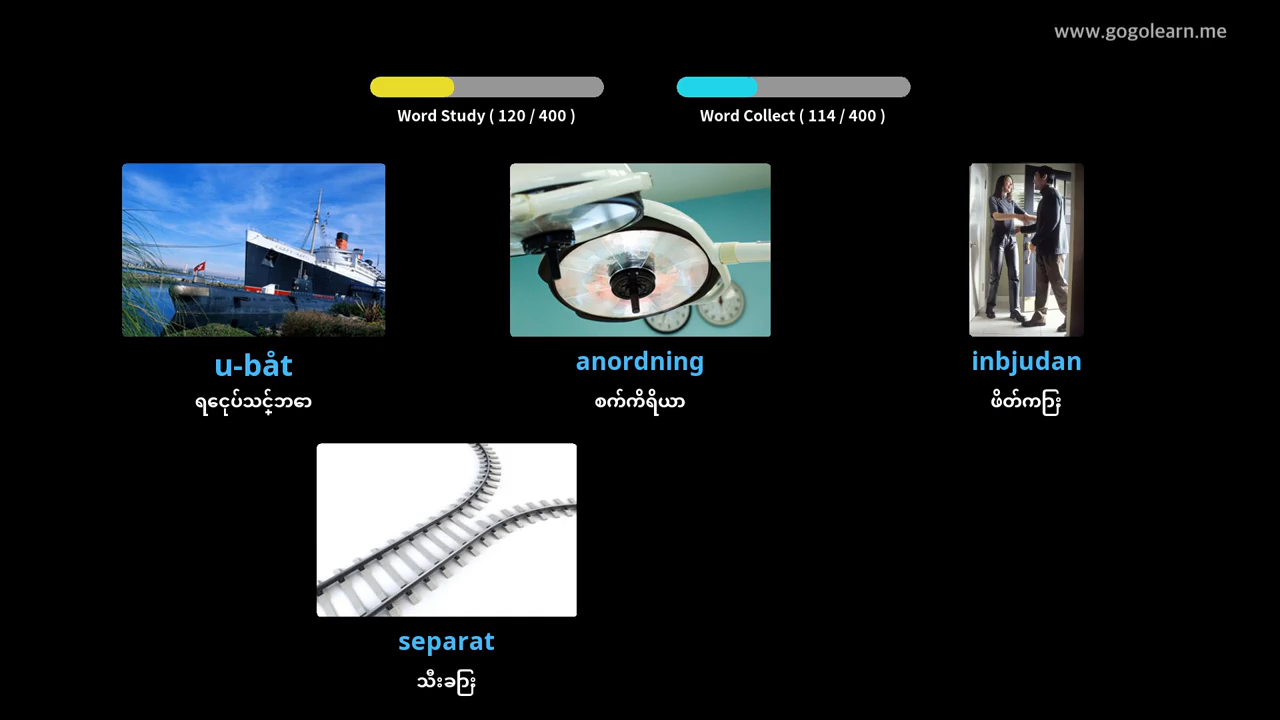 www.gogolearn.me
Word Study ( 120 / 400 )
Word Collect ( 114 / 400 )
u-båt
ရငေုပ်သင်္ဘဘော
anordning
စက်ကိရိယာ
inbjudan
ဖိတ်ကြား
separat
သီးခြား